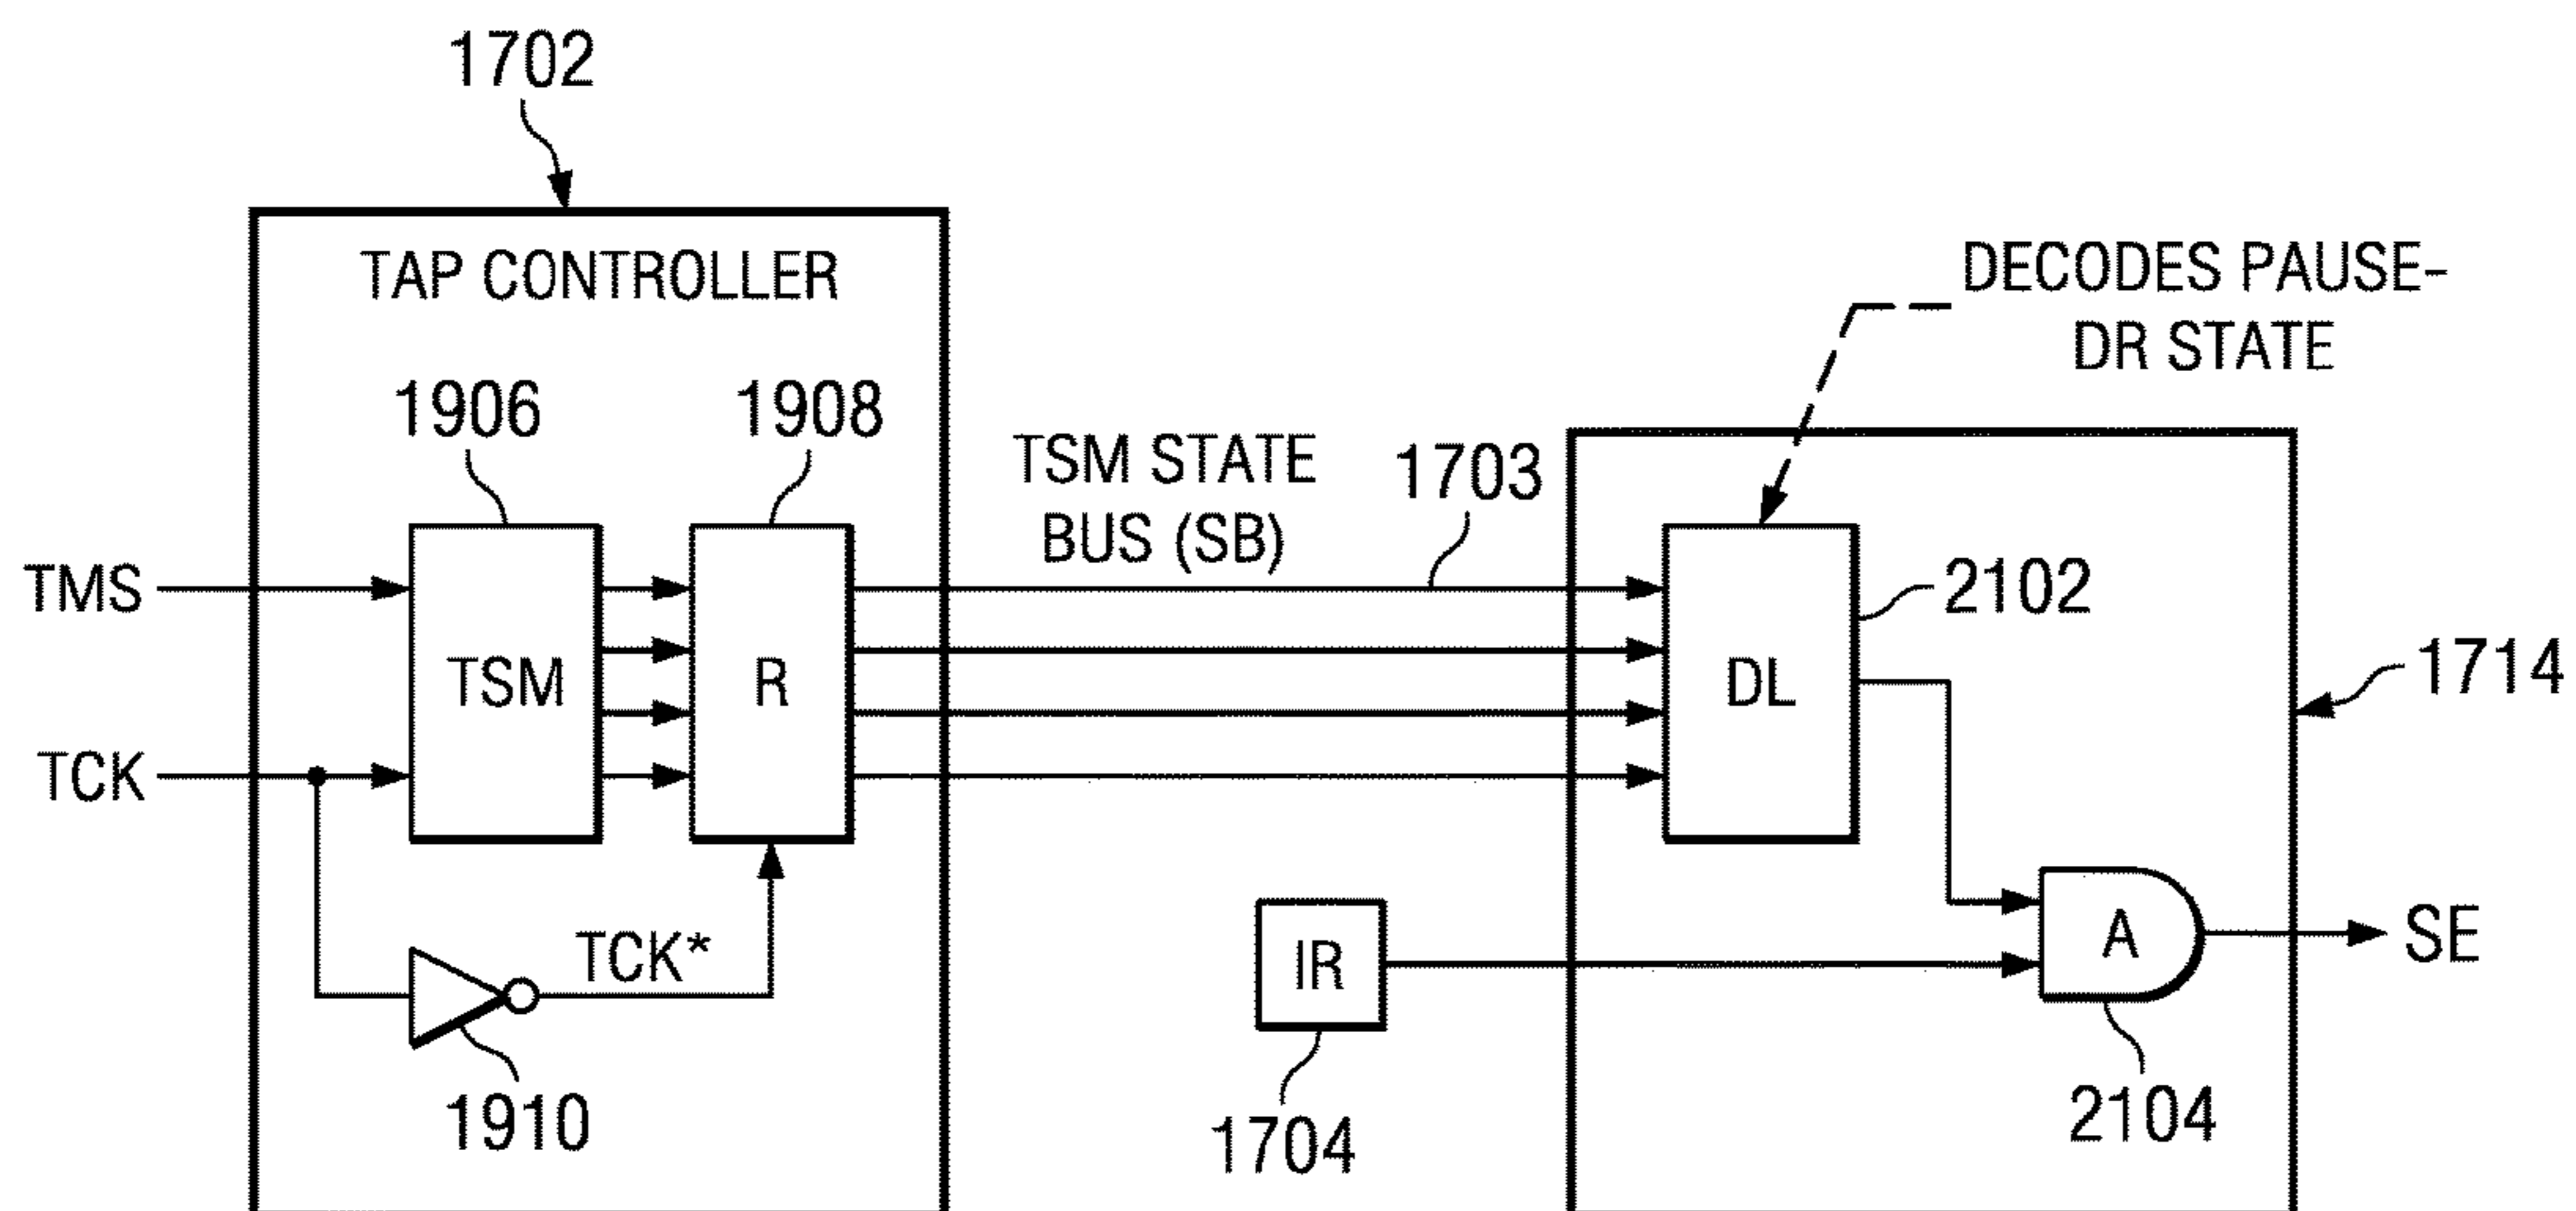 1702
TAP CONTROLLER
DECODES PAUSE-
DR STATE
1906
1908
TSM STATE
BUS (SB)
1703
TMS
TSM
R
DL
2102
1714
TCK
TCK*
IR
A
SE
1910
1704
2104